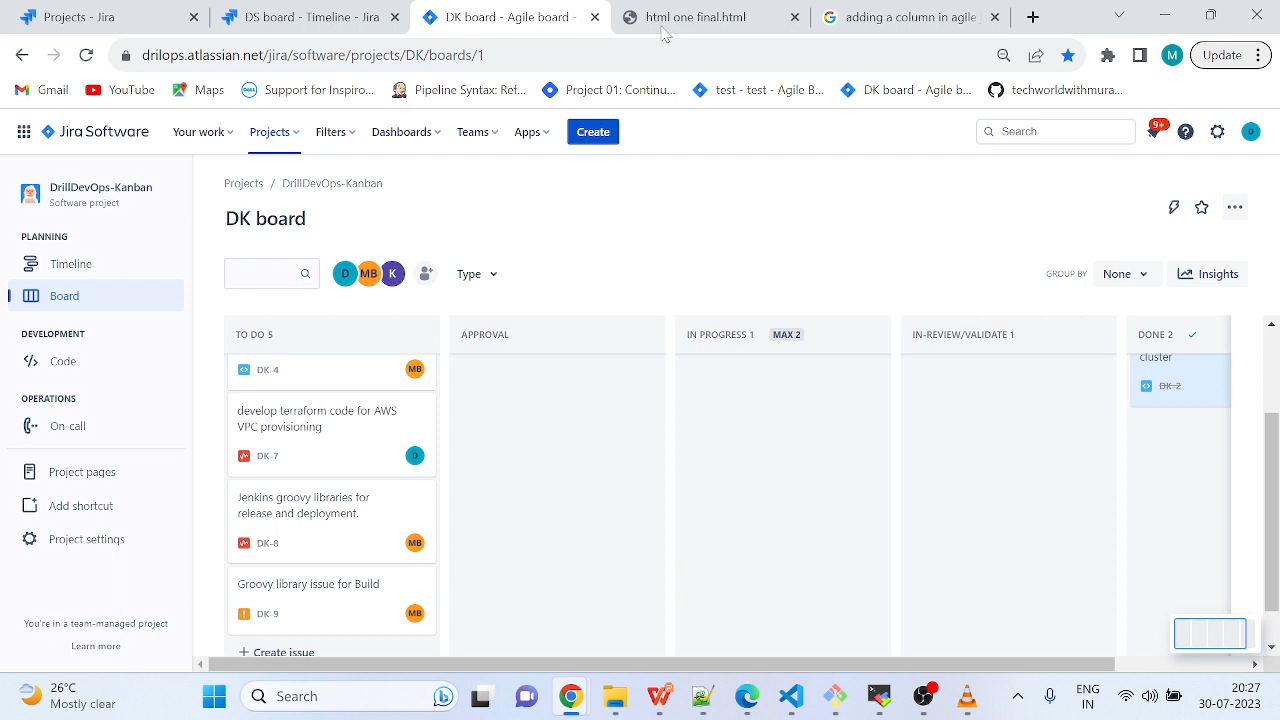 Projects - Jira
DS board - Timeline - Jira
DK board - Agile board -
html one final.html
adding a column in agile
drilops.atlassian.net/jira/software/projects/DK/boards/1
M
Update
Gmail
YouTube
Maps
Support for Inspiro...
Pipeline Syntax: Ref...
Project 01: Continu...
test - test - Agile B...
DK board - Agile b...
techworldwithmura...
Jira Software
Your work
Projects
Filters
Dashboards
Teams
Apps
Create
Search
9+
D
DrillDevOps-Kanban
Software project
PLANNING
Timeline
Board
DEVELOPMENT
Code
OPERATIONS
On-call
Project pages
Add shortcut
Project settings
You're in a team-managed project
Learn more
Projects / DrillDevOps-Kanban
DK board
D MB K
Type
GROUP BY None
Insights
TO DO 5
DK-4 MB
develop terraform code for AWS
VPC provisioning
DK-7 D
Jenkins groovy libraries for
release and deployment.
DK-8 MB
Groovy library issue for Build
DK-9 MB
+ Create issue
APPROVAL
IN PROGRESS 1 MAX 2
IN-REVIEW/VALIDATE 1
DONE 2
cluster
DK-2
26°C
Mostly clear
Search
ENG
IN
20:27
30-07-2023